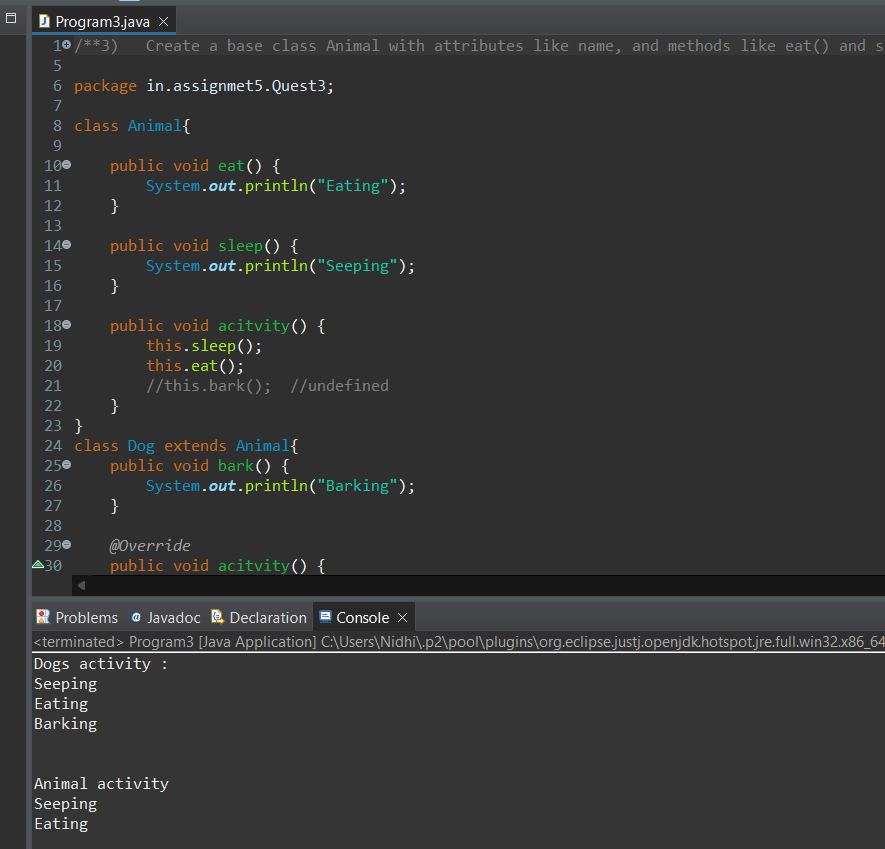 Program3.java
1 /**3)   Create a base class Animal with attributes like name, and methods like eat() and s
5
6 package in.assignmet5.Quest3;
7
8 class Animal{
9
10     public void eat() {
11         System.out.println("Eating");
12     }
13
14     public void sleep() {
15         System.out.println("Seeping");
16     }
17
18     public void acitvity() {
19         this.sleep();
20         this.eat();
21         //this.bark();  //undefined
22     }
23 }
24 class Dog extends Animal{
25     public void bark() {
26         System.out.println("Barking");
27     }
28
29     @Override
30     public void acitvity() {
Problems Javadoc Declaration Console
<terminated> Program3 [Java Application] C:\Users\Nidhi\.p2\pool\plugins\org.eclipse.justj.openjdk.hotspot.jre.full.win32.x86_64
Dogs activity :
Seeping
Eating
Barking
Animal activity
Seeping
Eating